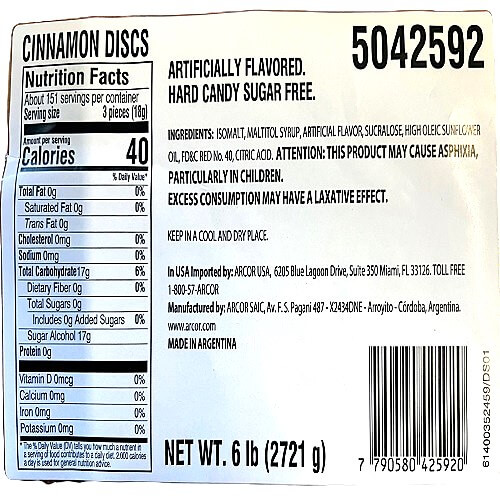 CINNAMON DISCS
Nutrition Facts
About 151 servings per container
Serving size 3 pieces (18g)
Amount per serving
Calories 40
% Daily Value*
Total Fat 0g 0%
Saturated Fat 0g 0%
Trans Fat 0g
Cholesterol 0mg 0%
Sodium 0mg 0%
Total Carbohydrate 17g 6%
Dietary Fiber 0g 0%
Total Sugars 0g
Includes 0g Added Sugars 0%
Sugar Alcohol 17g
Protein 0g
Vitamin D 0mcg 0%
Calcium 0mg 0%
Iron 0mg 0%
Potassium 0mg 0%
*The % Daily Value (DV) tells you how much a nutrient in
a serving of food contributes to a daily diet. 2,000 calories
a day is used for general nutrition advice.
5042592
ARTIFICIALLY FLAVORED.
HARD CANDY SUGAR FREE.
INGREDIENTS: ISOMALT, MALTITOL SYRUP, ARTIFICIAL FLAVOR, SUCRALOSE, HIGH OLEIC SUNFLOWER
OIL, FD&C RED No. 40, CITRIC ACID. ATTENTION: THIS PRODUCT MAY CAUSE ASPHYXIA,
PARTICULARLY IN CHILDREN.
EXCESS CONSUMPTION MAY HAVE A LAXATIVE EFFECT.
KEEP IN A COOL AND DRY PLACE.
In USA Imported by: ARCOR USA, 6205 Blue Lagoon Drive, Suite 350 Miami, FL 33126. TOLL FREE
1-800-57-ARCOR
Manufactured by: ARCOR SAIC, Av. F. S. Pagani 487 - X2434DNE - Arroyito - Córdoba, Argentina.
www.arcor.com
MADE IN ARGENTINA
NET WT. 6 lb (2721 g)
7 790580 425920
61400352459/DS01